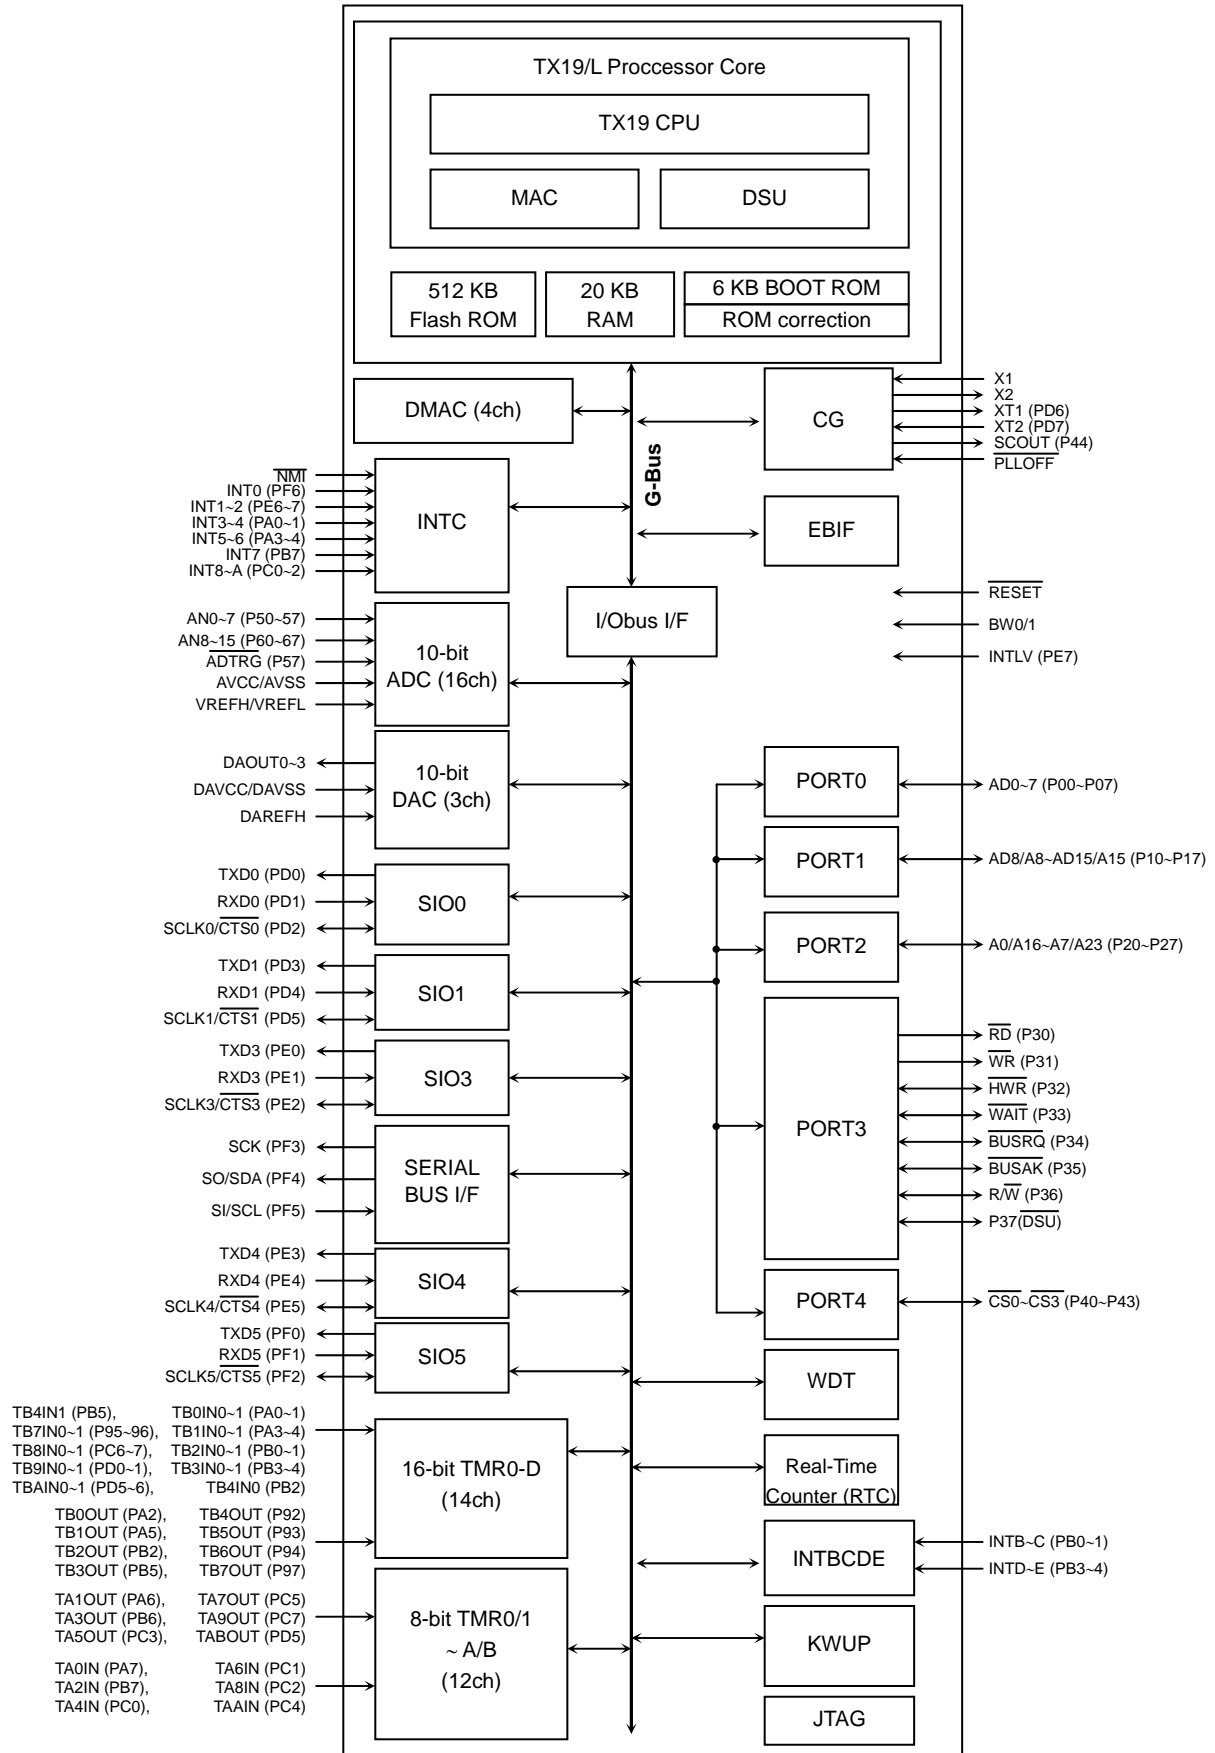 TX19/L Proccessor Core
TX19 CPU
MAC
DSU
512 KB
Flash ROM
20 KB
RAM
6 KB BOOT ROM
ROM correction
DMAC (4ch)
CG
X1
X2
XT1 (PD6)
XT2 (PD7)
SCOUT (P44)
PLLOFF
G-Bus
NMI
INT0 (PF6)
INT1~2 (PE6~7)
INT3~4 (PA0~1)
INT5~6 (PA3~4)
INT7 (PB7)
INT8~A (PC0~2)
INTC
EBIF
I/Obus I/F
RESET
BW0/1
INTLV (PE7)
AN0~7 (P50~57)
AN8~15 (P60~67)
ADTRG (P57)
AVCC/AVSS
VREFH/VREFL
10-bit
ADC (16ch)
DAOUT0~3
DAVCC/DAVSS
DAREFH
10-bit
DAC (3ch)
PORT0
AD0~7 (P00~P07)
PORT1
AD8/A8~AD15/A15 (P10~P17)
TXD0 (PD0)
RXD0 (PD1)
SCLK0/CTS0 (PD2)
SIO0
PORT2
A0/A16~A7/A23 (P20~P27)
TXD1 (PD3)
RXD1 (PD4)
SCLK1/CTS1 (PD5)
SIO1
TXD3 (PE0)
RXD3 (PE1)
SCLK3/CTS3 (PE2)
SIO3
PORT3
RD (P30)
WR (P31)
HWR (P32)
WAIT (P33)
BUSRQ (P34)
BUSAK (P35)
R/W (P36)
P37(DSU)
SCK (PF3)
SO/SDA (PF4)
SI/SCL (PF5)
SERIAL
BUS I/F
TXD4 (PE3)
RXD4 (PE4)
SCLK4/CTS4 (PE5)
SIO4
PORT4
CS0~CS3 (P40~P43)
TXD5 (PF0)
RXD5 (PF1)
SCLK5/CTS5 (PF2)
SIO5
WDT
TB4IN1 (PB5), TB0IN0~1 (PA0~1)
TB7IN0~1 (P95~96), TB1IN0~1 (PA3~4)
TB8IN0~1 (PC6~7), TB2IN0~1 (PB0~1)
TB9IN0~1 (PD0~1), TB3IN0~1 (PB3~4)
TBAIN0~1 (PD5~6), TB4IN0 (PB2)
TB0OUT (PA2), TB4OUT (P92)
TB1OUT (PA5), TB5OUT (P93)
TB2OUT (PB2), TB6OUT (P94)
TB3OUT (PB5), TB7OUT (P97)
16-bit TMR0-D
(14ch)
Real-Time
Counter (RTC)
INTBCDE
INTB~C (PB0~1)
INTD~E (PB3~4)
TA1OUT (PA6), TA7OUT (PC5)
TA3OUT (PB6), TA9OUT (PC7)
TA5OUT (PC3), TABOUT (PD5)
TA0IN (PA7), TA6IN (PC1)
TA2IN (PB7), TA8IN (PC2)
TA4IN (PC0), TAAIN (PC4)
8-bit TMR0/1
~ A/B
(12ch)
KWUP
JTAG